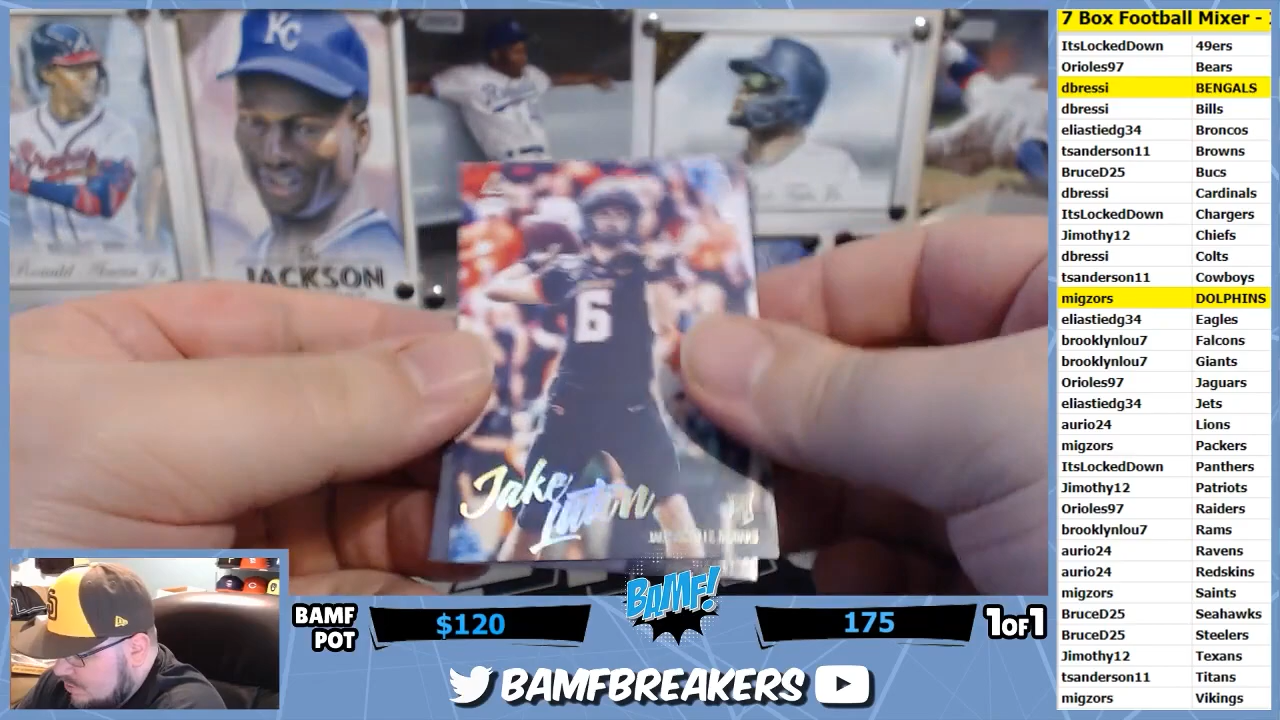 7 Box Football Mixer -
ItsLockedDown 49ers
Orioles97 Bears
dbressi BENGALS
dbressi Bills
eliastiedg34 Broncos
tsanderson11 Browns
BruceD25 Bucs
dbressi Cardinals
ItsLockedDown Chargers
Jimothy12 Chiefs
dbressi Colts
tsanderson11 Cowboys
migzors DOLPHINS
eliastiedg34 Eagles
brooklynlou7 Falcons
brooklynlou7 Giants
Orioles97 Jaguars
eliastiedg34 Jets
aurio24 Lions
migzors Packers
ItsLockedDown Panthers
Jimothy12 Patriots
Orioles97 Raiders
brooklynlou7 Rams
aurio24 Ravens
aurio24 Redskins
migzors Saints
BruceD25 Seahawks
BruceD25 Steelers
Jimothy12 Texans
tsanderson11 Titans
migzors Vikings
KC
JACKSON
6
Jake
Luton
BAMF
POT
$120
BAMF!
175
1OF1
BAMFBREAKERS